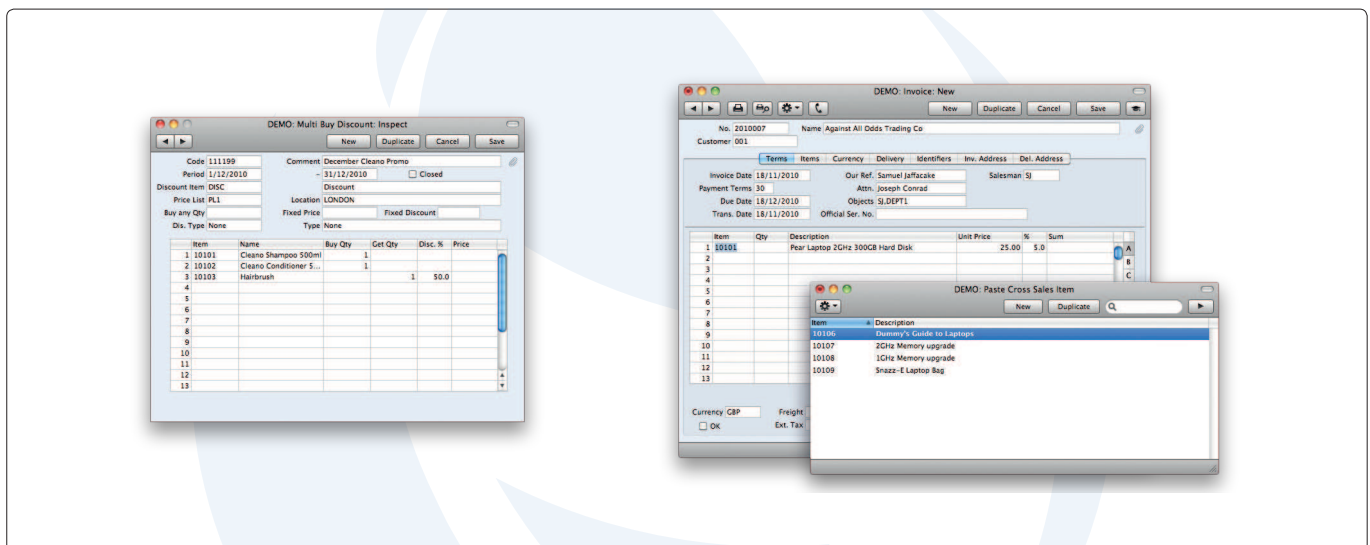 DEMO: Multi Buy Discount: Inspect
New Duplicate Cancel Save
Code 111199 Comment December Cleano Promo
Period 1/12/2010 - 31/12/2010 Closed
Discount Item DISC Discount
Price List PL1 Location LONDON
Buy any Qty Fixed Price Fixed Discount
Dis. Type None Type None
Item Name Buy Qty Get Qty Disc. % Price
1 10101 Cleano Shampoo 500ml 1
2 10102 Cleano Conditioner 5... 1
3 10103 Hairbrush 1 50.0
4
5
6
7
8
9
10
11
12
13
DEMO: Invoice: New
New Duplicate Cancel Save
No. 2010007 Name Against All Odds Trading Co
Customer 001
Terms Items Currency Delivery Identifiers Inv. Address Del. Address
Invoice Date 18/11/2010 Our Ref. Samuel Jaffacake Salesman SJ
Payment Terms 30 Attn. Joseph Conrad
Due Date 18/12/2010 Objects SJ,DEPT1
Trans. Date 18/11/2010 Official Ser. No.
Item Qty Description Unit Price % Sum
1 10101 Pear Laptop 2GHz 300GB Hard Disk 25.00 5.0 A
2 B
3 C
4
5
6
7
8
9
10
11
12
13
Currency GBP Freight
OK Ext. Tax
DEMO: Paste Cross Sales Item
New Duplicate
Item Description
10106 Dummy's Guide to Laptops
10107 2GHz Memory upgrade
10108 1GHz Memory upgrade
10109 Snazz-E Laptop Bag